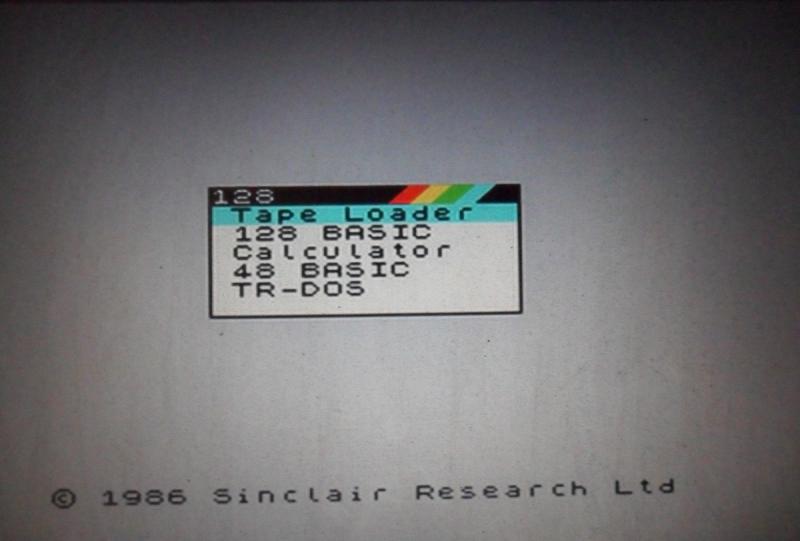 128
Tape Loader
128 BASIC
Calculator
48 BASIC
TR-DOS
© 1986 Sinclair Research Ltd